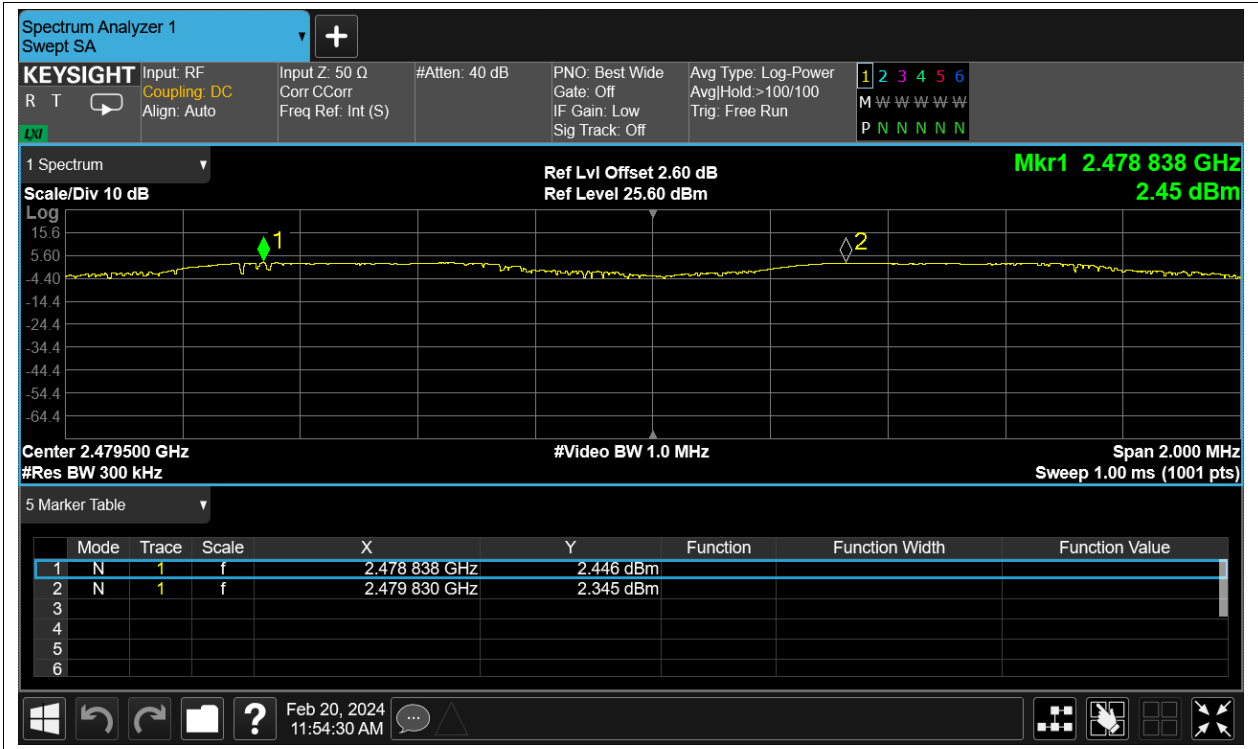 Spectrum Analyzer 1
Swept SA
KEYSIGHT Input: RF Input Z: 50 Ω #Atten: 40 dB PNO: Best Wide Avg Type: Log-Power 1 2 3 4 5 6
R T Coupling: DC Corr CCorr Gate: Off Avg|Hold:>100/100 M W W W W W
Align: Auto Freq Ref: Int (S) IF Gain: Low Trig: Free Run
LXI Sig Track: Off P N N N N N
1 Spectrum Ref Lvl Offset 2.60 dB Mkr1 2.478 838 GHz
Scale/Div 10 dB Ref Level 25.60 dBm 2.45 dBm
Log
15.6
1 2
5.60
-4.40
-14.4
-24.4
-34.4
-44.4
-54.4
-64.4
Center 2.479500 GHz #Video BW 1.0 MHz Span 2.000 MHz
#Res BW 300 kHz Sweep 1.00 ms (1001 pts)
5 Marker Table
Mode Trace Scale X Y Function Function Width Function Value
1 N 1 f 2.478 838 GHz 2.446 dBm
2 N 1 f 2.479 830 GHz 2.345 dBm
3
4
5
6
? Feb 20, 2024
11:54:30 AM